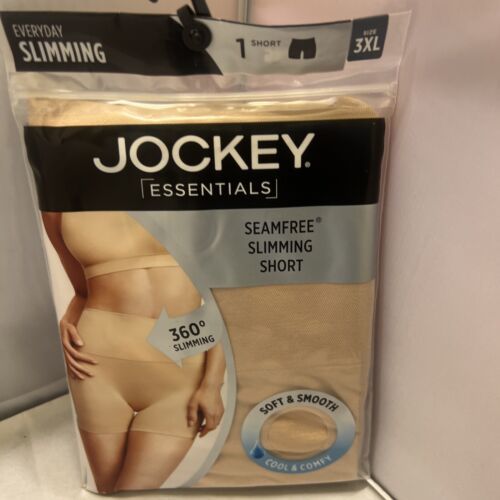 EVERYDAY
SLIMMING
1 SHORT
SIZE
3XL
JOCKEY®
ESSENTIALS
SEAMFREE®
SLIMMING
SHORT
360°
SLIMMING
SOFT & SMOOTH
COOL & COMFY